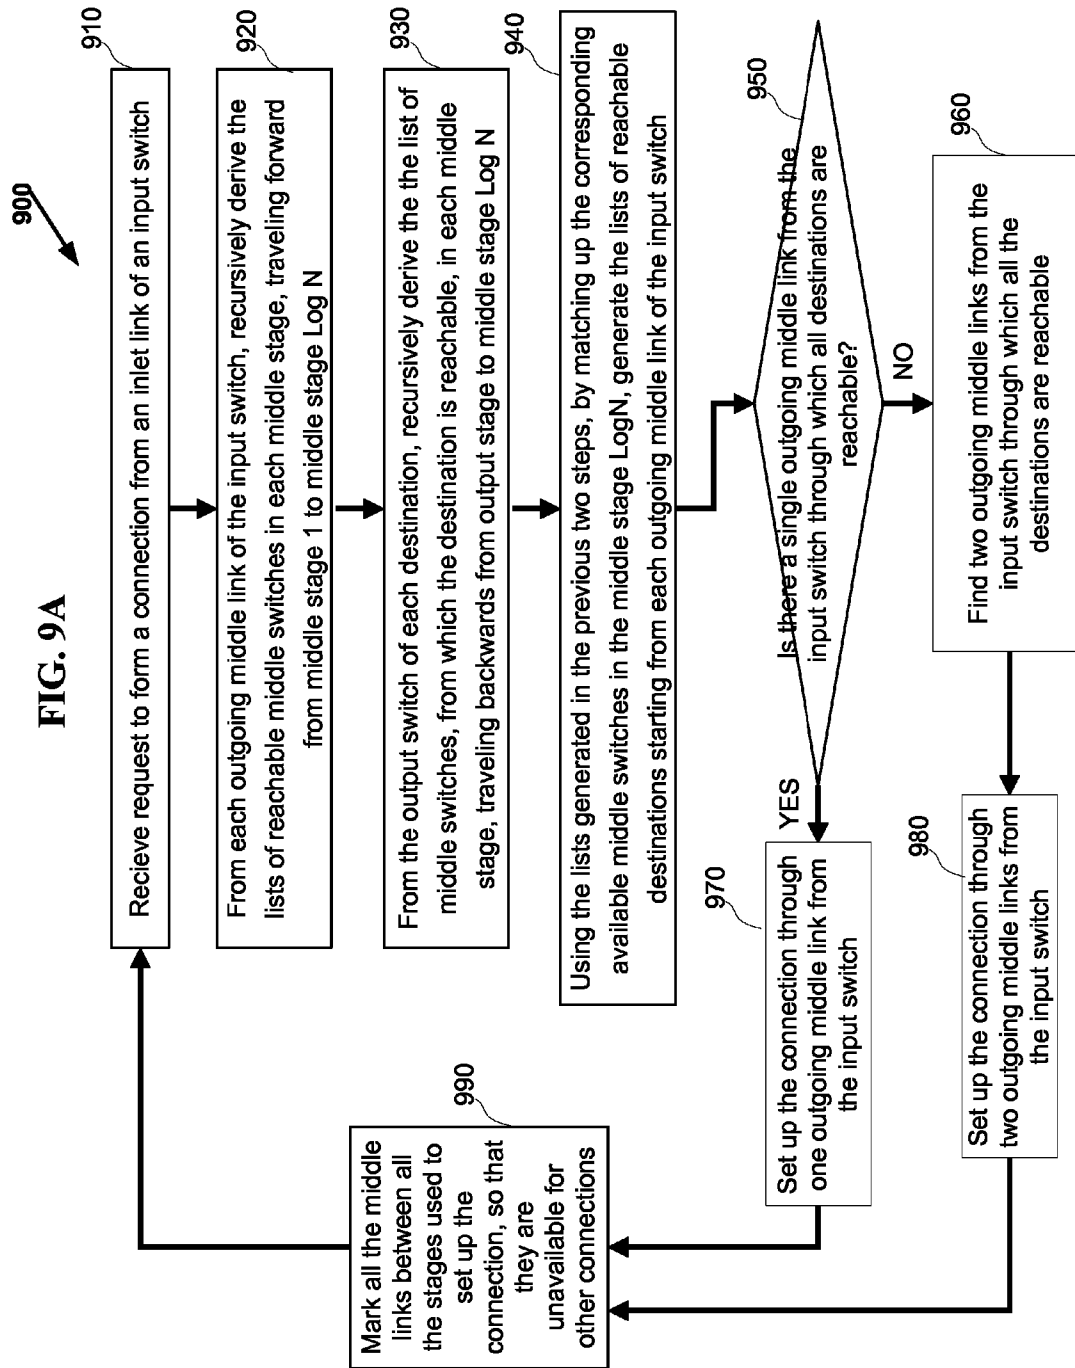 FIG. 9A
900
910
Recieve request to form a connection from an inlet link of an input switch
920
From each outgoing middle link of the input switch, recursively derive the
lists of reachable middle switches in each middle stage, traveling forward
from middle stage 1 to middle stage Log N
930
From the output switch of each destination, recursively derive the the list of
middle switches, from which the destination is reachable, in each middle
stage, traveling backwards from output stage to middle stage Log N
940
Using the lists generated in the previous two steps, by matching up the corresponding
available middle switches in the middle stage LogN, generate the lists of reachable
destinations starting from each outgoing middle link of the input switch
950
Is there a single outgoing middle link from the
input switch through which all destinations are
reachable?
YES
NO
960
Find two outgoing middle links from the
input switch through which all the
destinations are reachable
970
Set up the connection through
one outgoing middle link from
the input switch
980
Set up the connection through
two outgoing middle links from
the input switch
990
Mark all the middle
links between all
the stages used to
set up the
connection, so that
they are
unavailable for
other connections